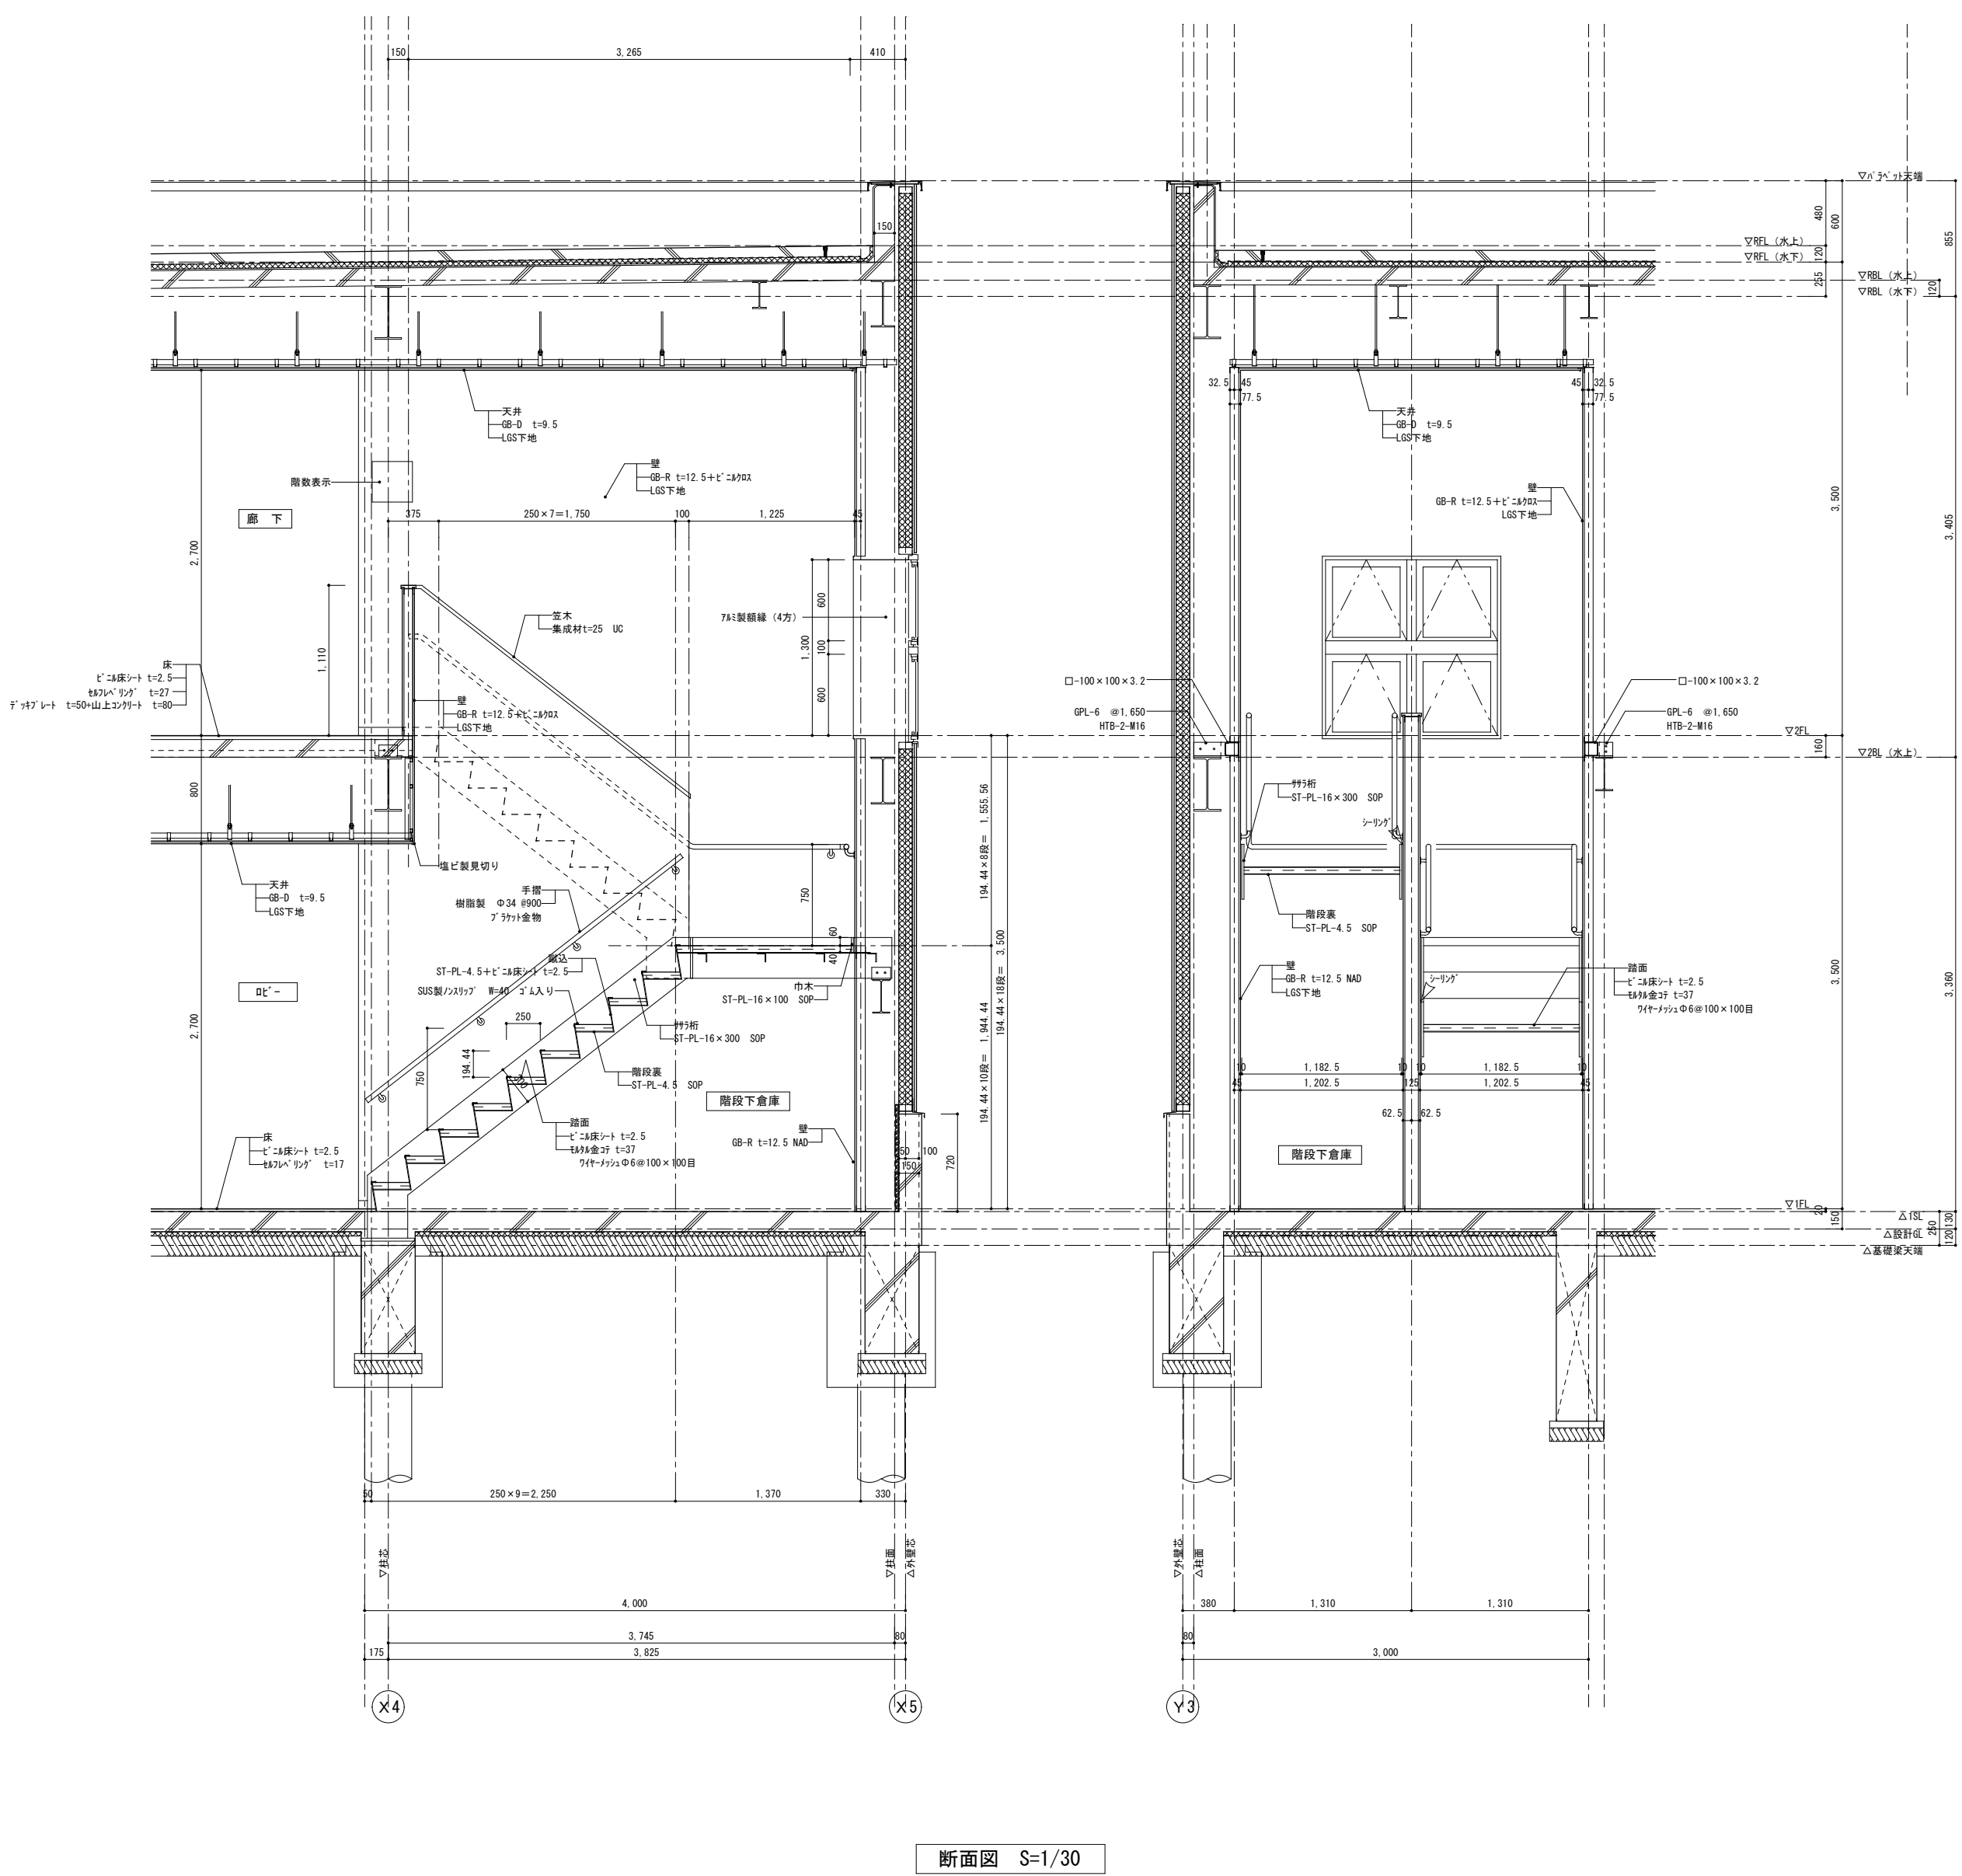 150
3,265
410
▽パラペット天端
480
600
855
150
▽RFL（水上）
▽RFL（水下）
120
255
▽RBL（水上）
▽RBL（水下）
120
天井
GB-D t=9.5
LGS下地
32.5
45
77.5
天井
GB-D t=9.5
LGS下地
45
32.5
77.5
階数表示
壁
GB-R t=12.5＋ビニルクロス
LGS下地
壁
GB-R t=12.5＋ビニルクロス
LGS下地
3,500
3,405
廊 下
2,700
375
250×7＝1,750
100
1,225
45
1,110
笠木
集成材t=25 UC
アルミ製額縁（4方）
1,300
600
100
600
床
ビニル床シート t=2.5
セルフレベリング t=27
デッキプレート t=50+山上コンクリート t=80
壁
GB-R t=12.5＋ビニルクロス
LGS下地
□-100×100×3.2
GPL-6 @1,650
HTB-2-M16
□-100×100×3.2
GPL-6 @1,650
HTB-2-M16
▽2FL
160
▽2BL（水上）
800
塩ビ製見切り
天井
GB-D t=9.5
LGS下地
手摺
樹脂製 Φ34 @900
ブラケット金物
750
194.44×8段＝ 1,555.56
ササラ桁
ST-PL-16×300 SOP
シーリング
階段裏
ST-PL-4.5 SOP
ロビー
2,700
蹴込
ST-PL-4.5＋ビニル床シート t=2.5
SUS製ノンスリップ W=40 ゴム入り
60
40
巾木
ST-PL-16×100 SOP
ササラ桁
ST-PL-16×300 SOP
250
194.44
750
階段裏
ST-PL-4.5 SOP
194.44×10段＝ 1,944.44
194.44×18段＝ 3,500
壁
GB-R t=12.5 NAD
LGS下地
シーリング
踏面
ビニル床シート t=2.5
モルタル金コテ t=37
ワイヤーメッシュΦ6@100×100目
3,500
3,360
10
1,182.5
10
10
1,182.5
10
45
1,202.5
125
1,202.5
45
62.5
62.5
階段下倉庫
踏面
ビニル床シート t=2.5
モルタル金コテ t=37
ワイヤーメッシュΦ6@100×100目
壁
GB-R t=12.5 NAD
50
100
150
720
階段下倉庫
床
ビニル床シート t=2.5
セルフレベリング t=17
▽1FL
△1SL
△設計GL
△基礎梁天端
20
150
250
130
120
50
250×9＝2,250
1,370
330
▽柱芯
▽柱面
△外壁芯
▽外壁芯
△柱面
4,000
3,745
80
175
3,825
380
1,310
1,310
80
3,000
X4
X5
Y3
断面図 S=1/30